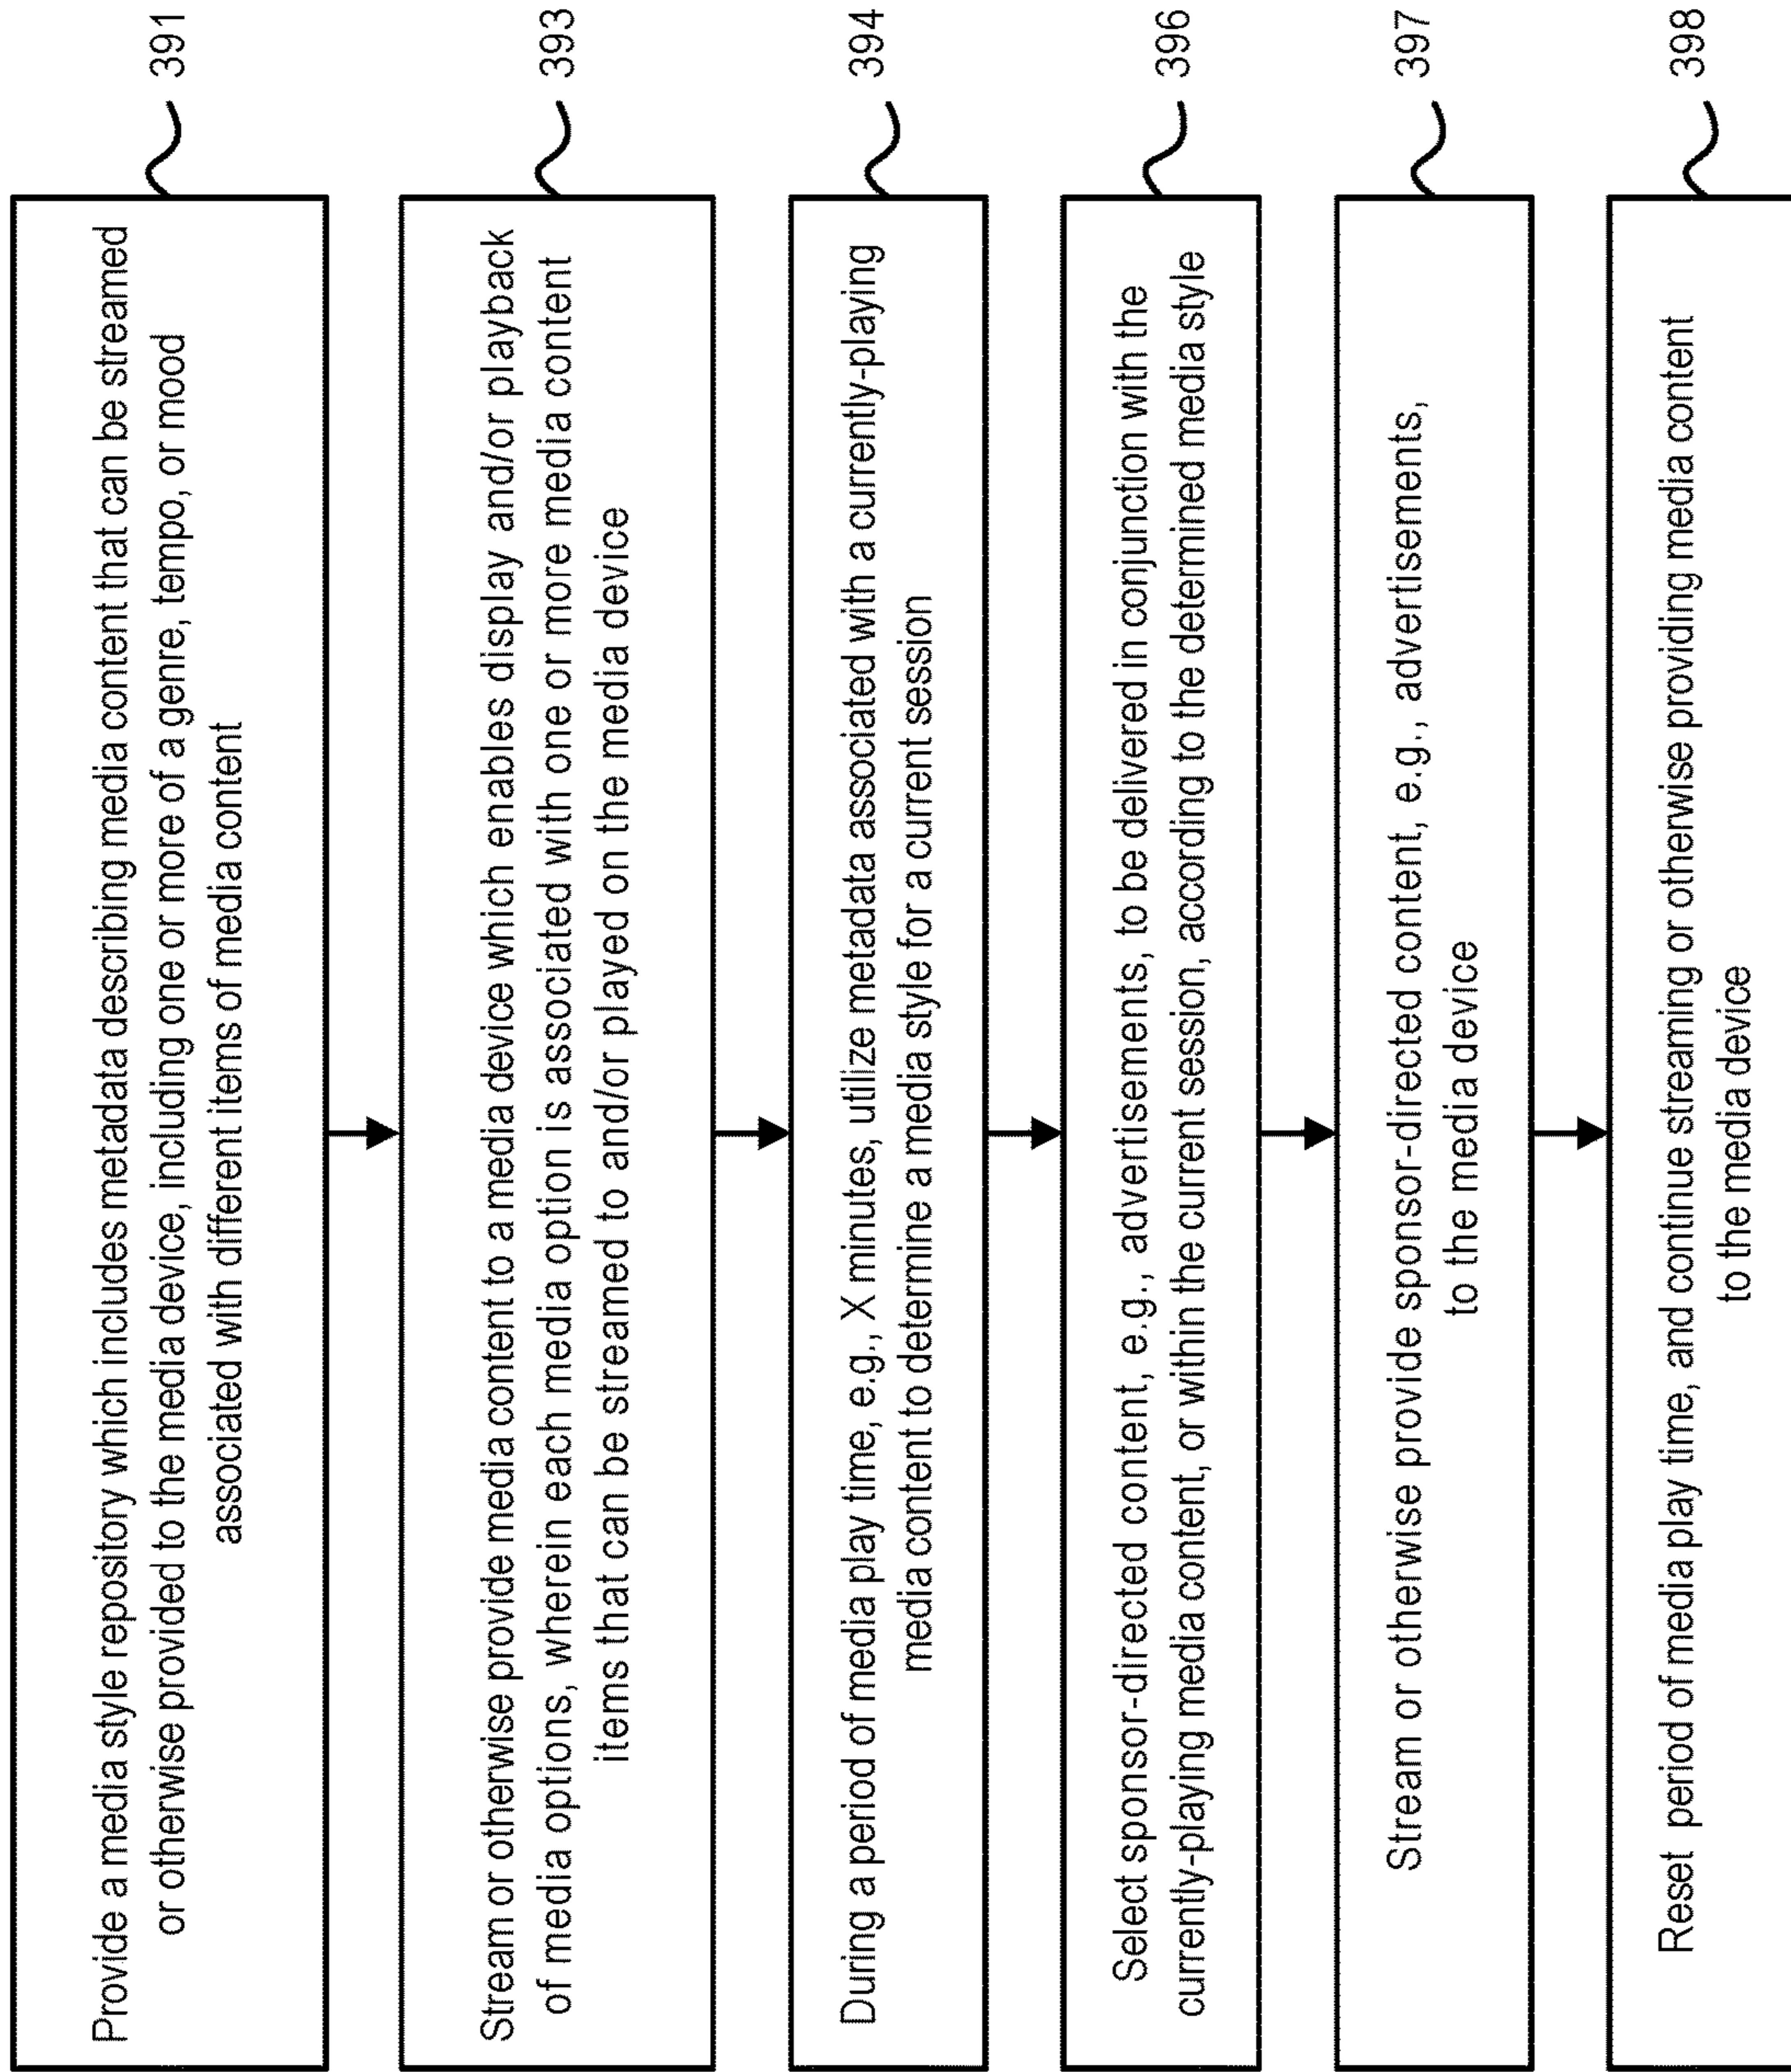 Provide a media style repository which includes metadata describing media content that can be streamed
or otherwise provided to the media device, including one or more of a genre, tempo, or mood
associated with different items of media content
391
Stream or otherwise provide media content to a media device which enables display and/or playback
of media options, wherein each media option is associated with one or more media content
items that can be streamed to and/or played on the media device
393
During a period of media play time, e.g., X minutes, utilize metadata associated with a currently-playing
media content to determine a media style for a current session
394
Select sponsor-directed content, e.g., advertisements, to be delivered in conjunction with the
currently-playing media content, or within the current session, according to the determined media style
396
Stream or otherwise provide sponsor-directed content, e.g., advertisements,
to the media device
397
Reset period of media play time, and continue streaming or otherwise providing media content
to the media device
398